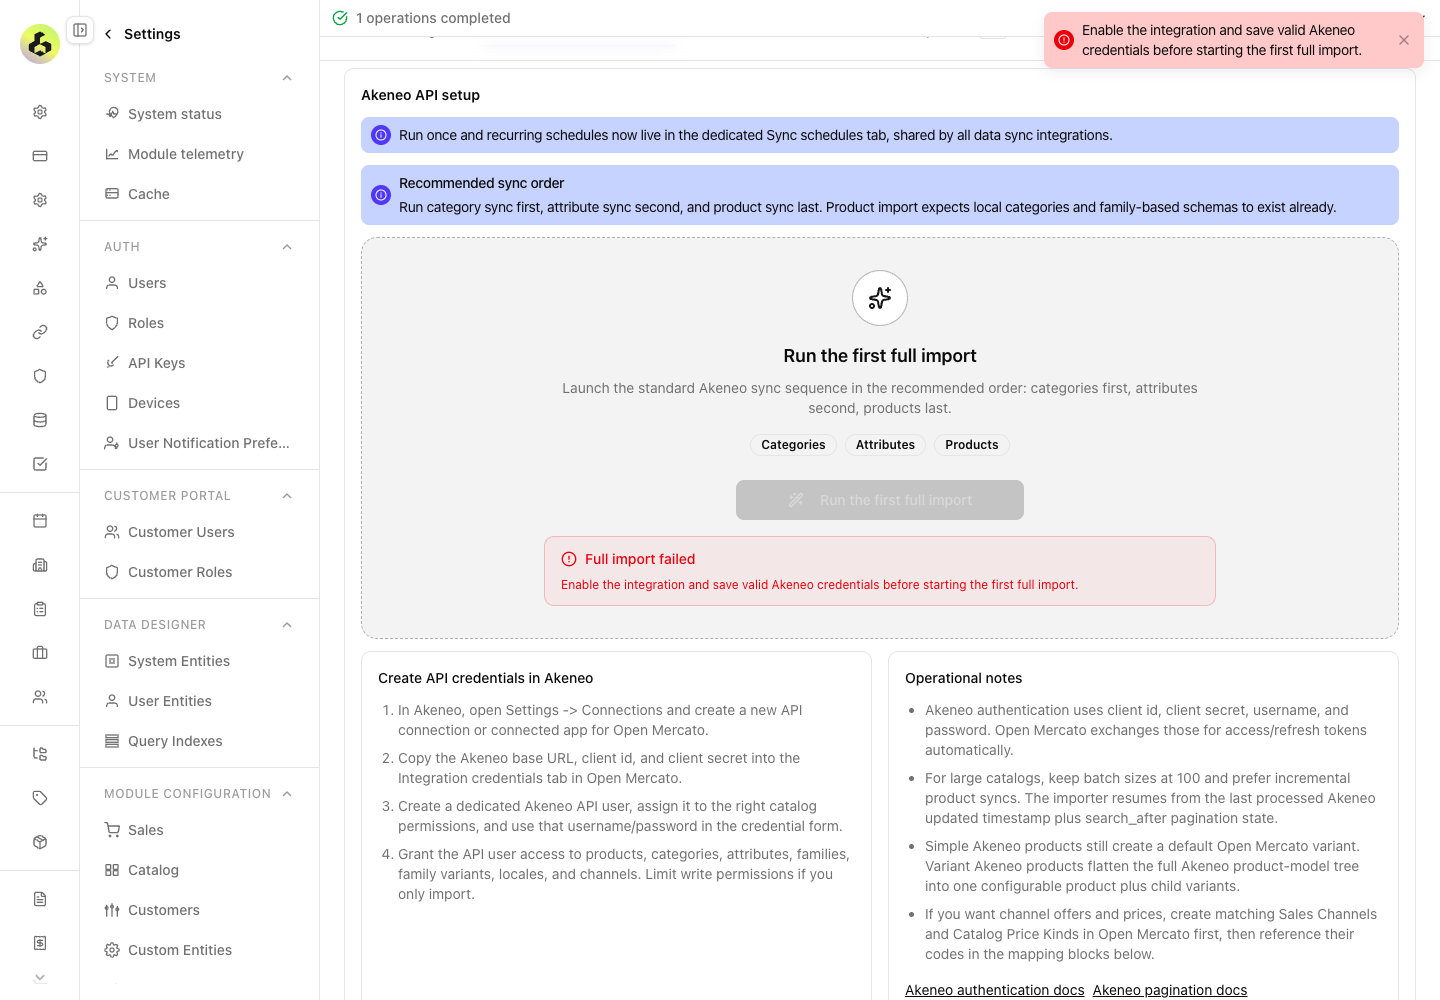 1 operations completed
Enable the integration and save valid Akeneo
credentials before starting the first full import.
Settings
SYSTEM
System status
Module telemetry
Cache
AUTH
Users
Roles
API Keys
Devices
User Notification Prefe...
CUSTOMER PORTAL
Customer Users
Customer Roles
DATA DESIGNER
System Entities
User Entities
Query Indexes
MODULE CONFIGURATION
Sales
Catalog
Customers
Custom Entities
Akeneo API setup
Run once and recurring schedules now live in the dedicated Sync schedules tab, shared by all data sync integrations.
Recommended sync order
Run category sync first, attribute sync second, and product sync last. Product import expects local categories and family-based schemas to exist already.
Run the first full import
Launch the standard Akeneo sync sequence in the recommended order: categories first, attributes
second, products last.
Categories Attributes Products
Run the first full import
Full import failed
Enable the integration and save valid Akeneo credentials before starting the first full import.
Create API credentials in Akeneo
1. In Akeneo, open Settings -> Connections and create a new API
connection or connected app for Open Mercato.
2. Copy the Akeneo base URL, client id, and client secret into the
Integration credentials tab in Open Mercato.
3. Create a dedicated Akeneo API user, assign it to the right catalog
permissions, and use that username/password in the credential form.
4. Grant the API user access to products, categories, attributes, families,
family variants, locales, and channels. Limit write permissions if you
only import.
Operational notes
• Akeneo authentication uses client id, client secret, username, and
password. Open Mercato exchanges those for access/refresh tokens
automatically.
• For large catalogs, keep batch sizes at 100 and prefer incremental
product syncs. The importer resumes from the last processed Akeneo
updated timestamp plus search_after pagination state.
• Simple Akeneo products still create a default Open Mercato variant.
Variant Akeneo products flatten the full Akeneo product-model tree
into one configurable product plus child variants.
• If you want channel offers and prices, create matching Sales Channels
and Catalog Price Kinds in Open Mercato first, then reference their
codes in the mapping blocks below.
Akeneo authentication docs Akeneo pagination docs